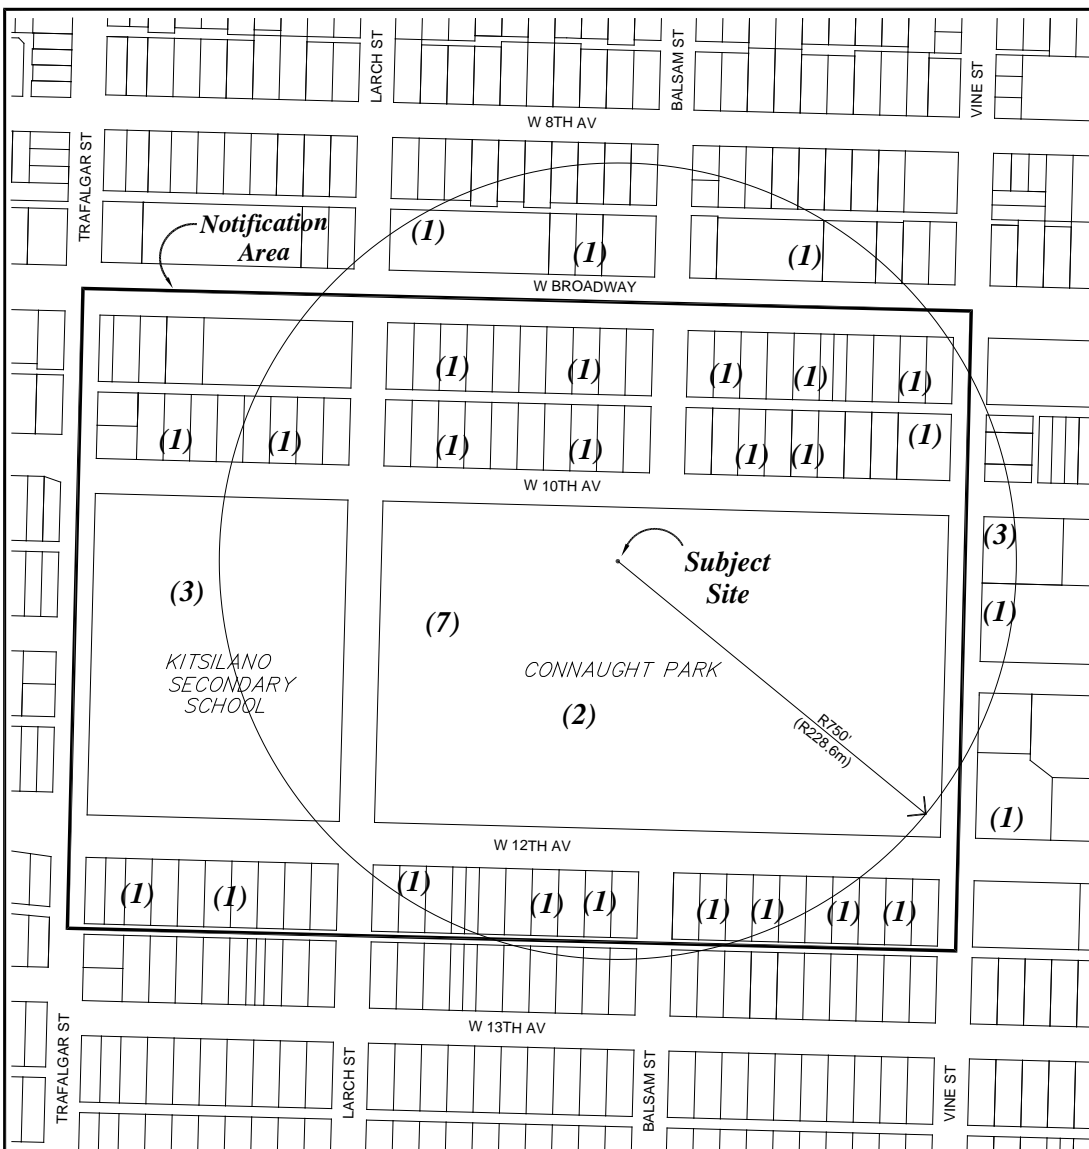 LARCH ST
BALSAM ST
VINE ST
W 8TH AV
TRAFALGAR ST
Notification
Area
(1)
(1)
(1)
W BROADWAY
(1)
(1)
(1)
(1)
(1)
(1)
(1)
(1)
(1)
(1)
(1)
(1)
W 10TH AV
(3)
Subject
Site
(3)
(1)
(7)
KITSILANO
SECONDARY
SCHOOL
CONNAUGHT PARK
(2)
R750'
(R228.6m)
(1)
W 12TH AV
(1)
(1)
(1)
(1)
(1)
(1)
(1)
(1)
(1)
W 13TH AV
TRAFALGAR ST
LARCH ST
BALSAM ST
VINE ST